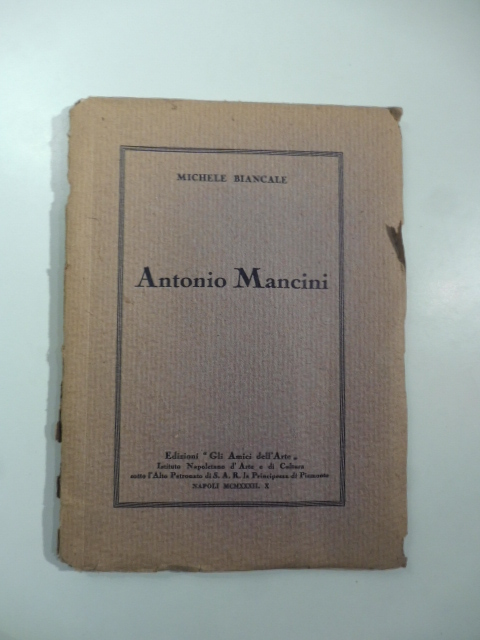 MICHELE BIANCALE
Antonio Mancini
Edizioni "Gli Amici dell'Arte„
Istituto Napoletano d'Arte e di Cultura
sotto l'Alto Patronato di S. A. R. la Principessa di Piemonte
NAPOLI MCMXXXII. X